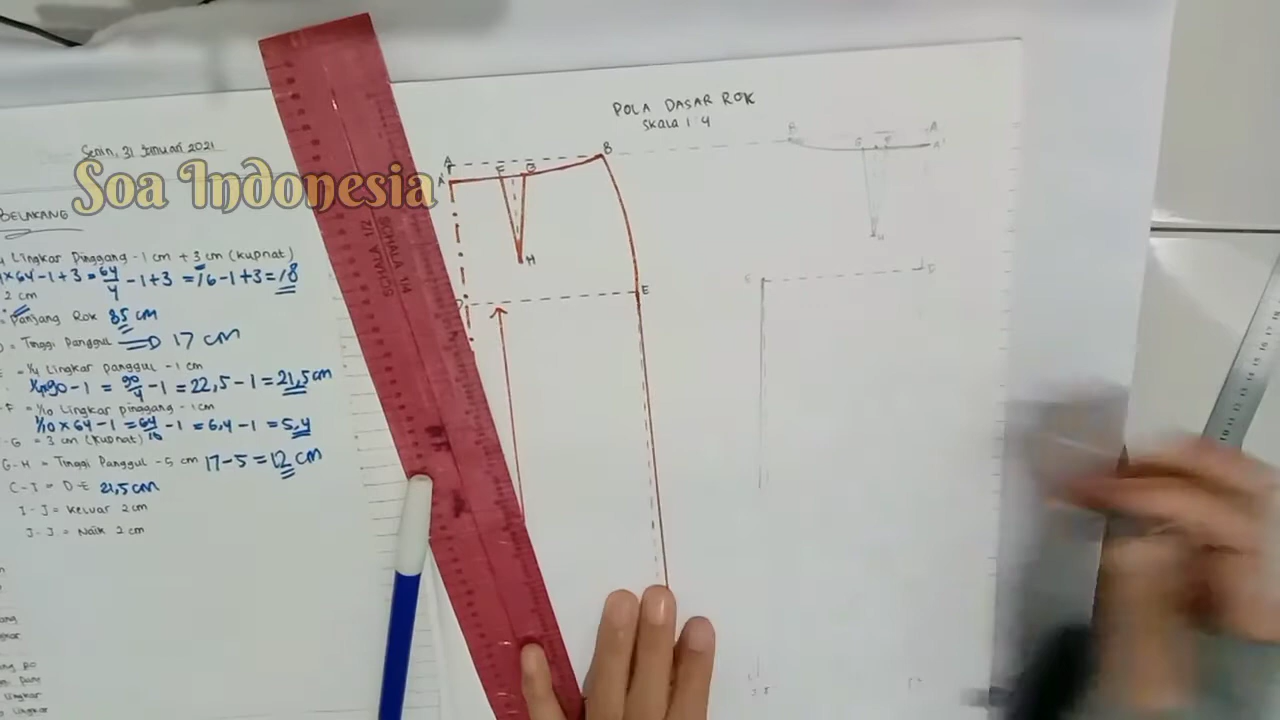 Senin, 31 Januari 2021
Soa Indonesia
BELAKANG
Lingkar Pinggang - 1 cm + 3 cm (Kupnat)
×64-1+3 = 64/4 -1+3 = 16-1+3 = 18
2 cm
= Panjang Rok 85 cm
= Tinggi Panggul => 17 cm
= 1/4 Lingkar panggul - 1 cm
1/4×90-1 = 90/4 -1 = 22,5-1 = 21,5 cm
-F = 1/10 Lingkar pinggang - 1 cm
1/10×64-1 = 64/10 -1 = 6,4-1 = 5,4
-G = 3 cm (Kupnat)
G-H = Tinggi Panggul - 5 cm 17-5 = 12 cm
C-I = D-E 21,5 cm
I-J = Keluar 2 cm
J-J = Naik 2 cm
POLA DASAR ROK
Skala 1:4
A
A'
F
G
B
H
E
B
G
F
A
A'
H
E
D
SCHALA 1/2
SCHALA 1/4